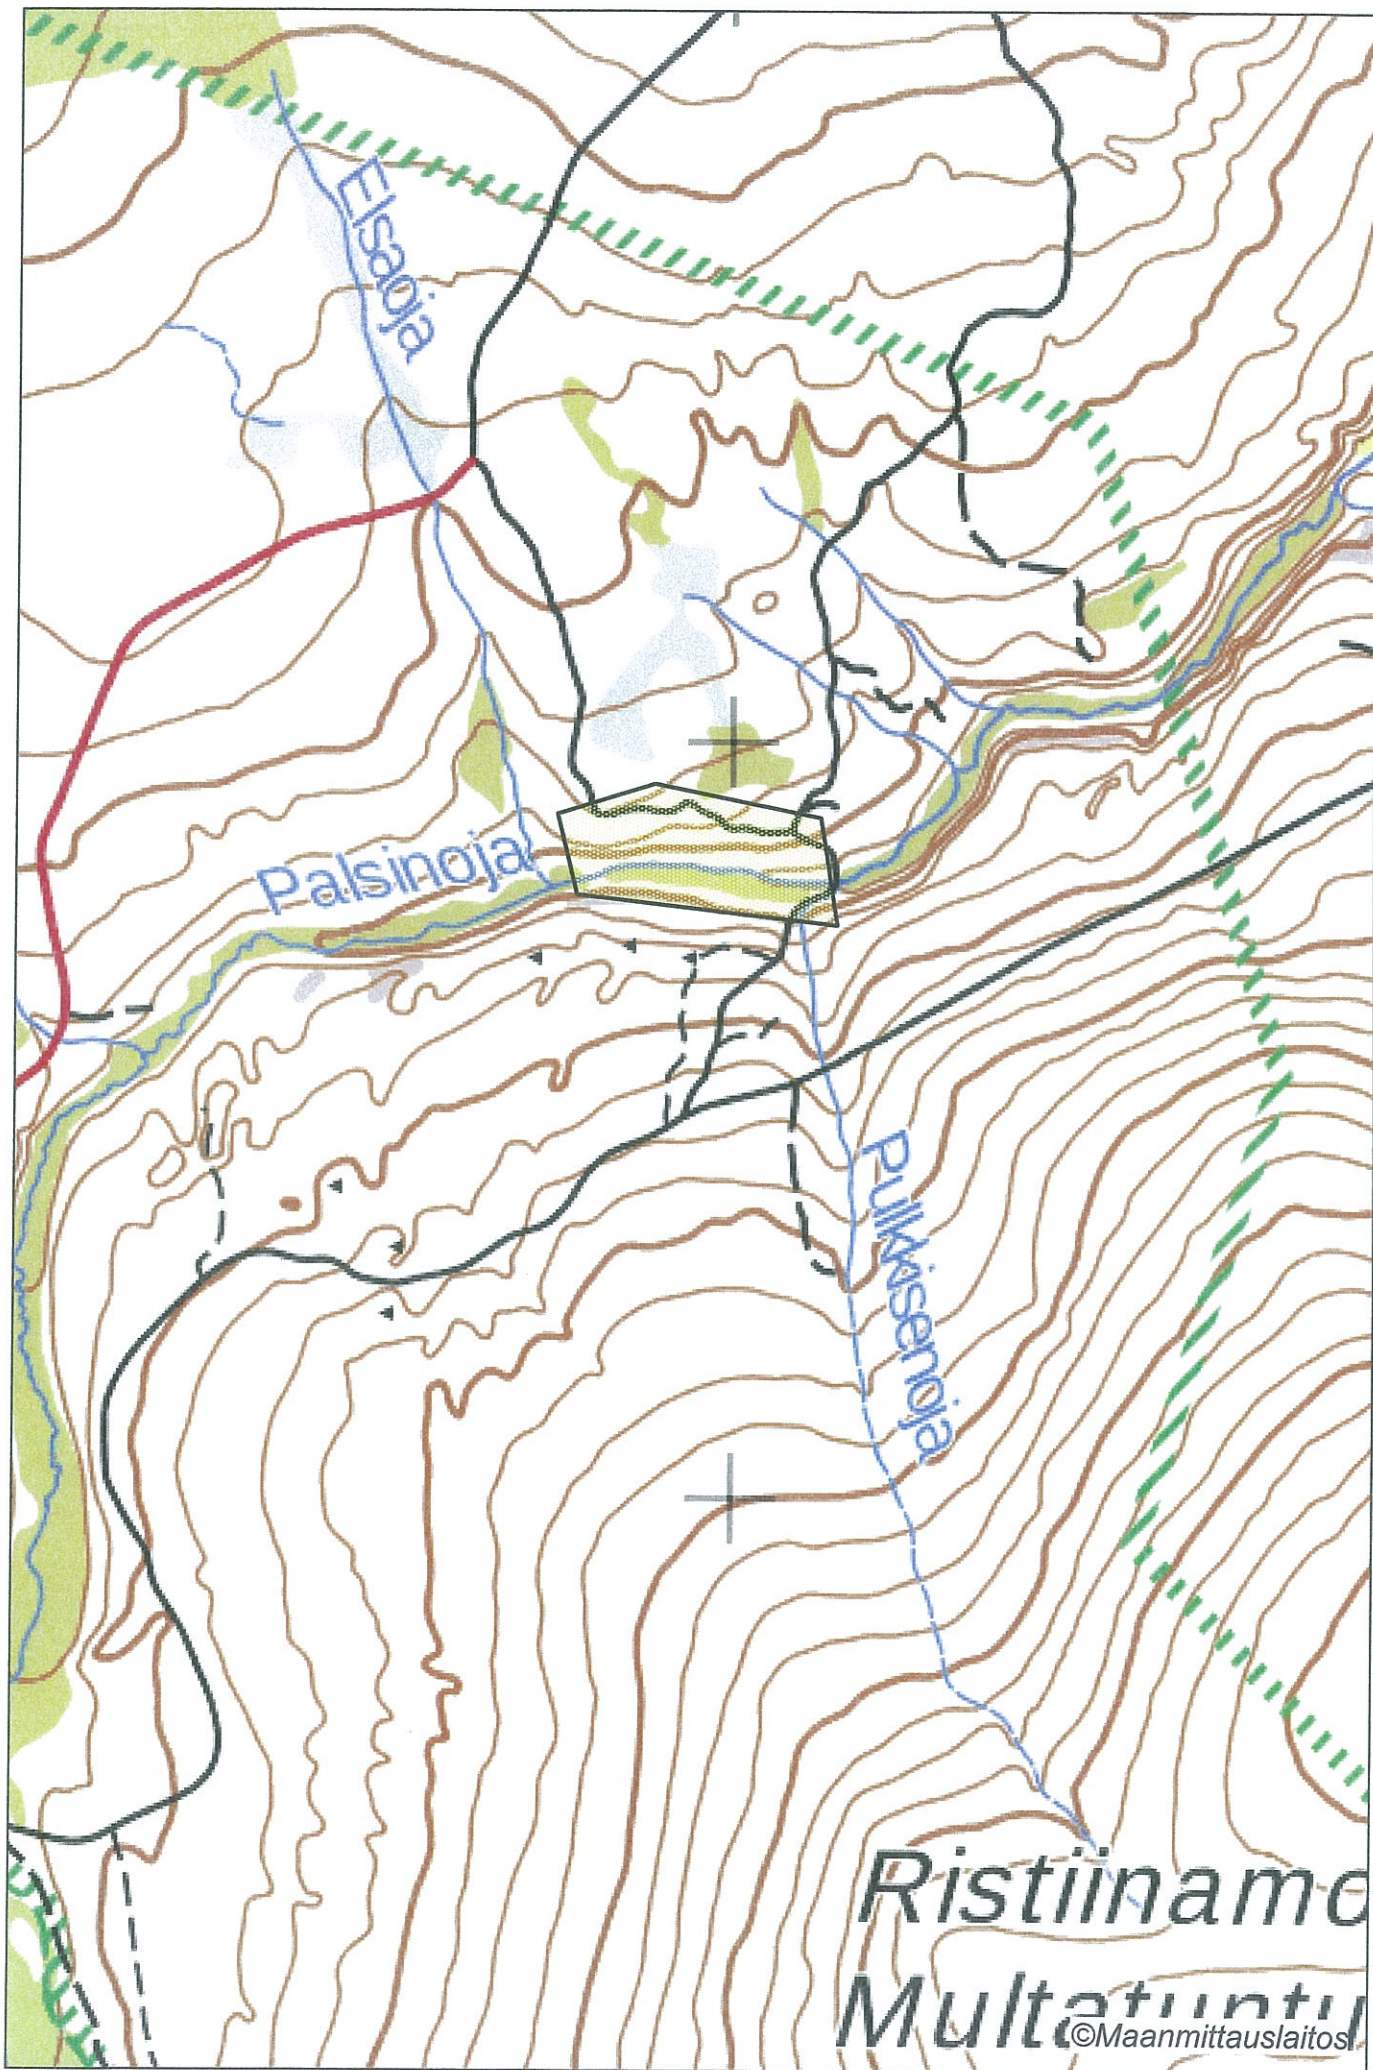 Elsaoja
Palsinoja
Pulkkisenoja
Ristiinamo
Multatuntu
©Maanmittauslaitos